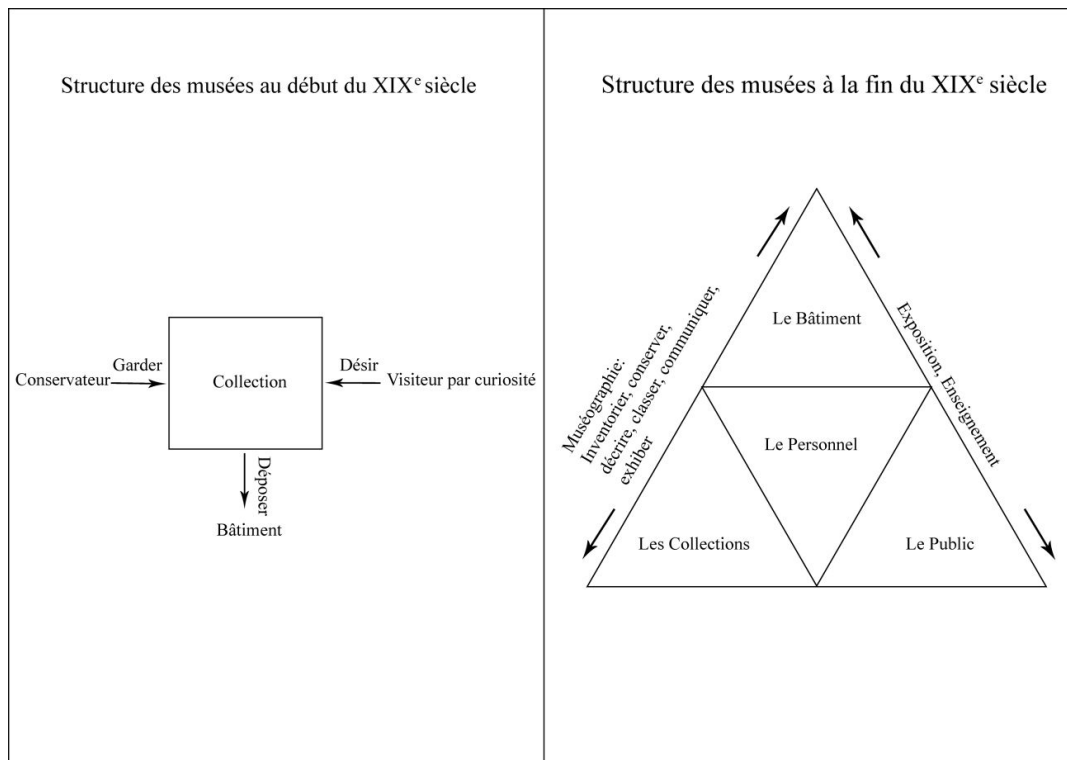 Structure des musées au début du XIXe siècle
Garder
Conservateur
Collection
Désir
Visiteur par curiosité
Déposer
Bâtiment
Structure des musées à la fin du XIXe siècle
Le Bâtiment
Muséographie:
Inventorier, conserver,
décrire, classer, communiquer,
exhiber
Exposition, Enseignement
Le Personnel
Les Collections
Le Public